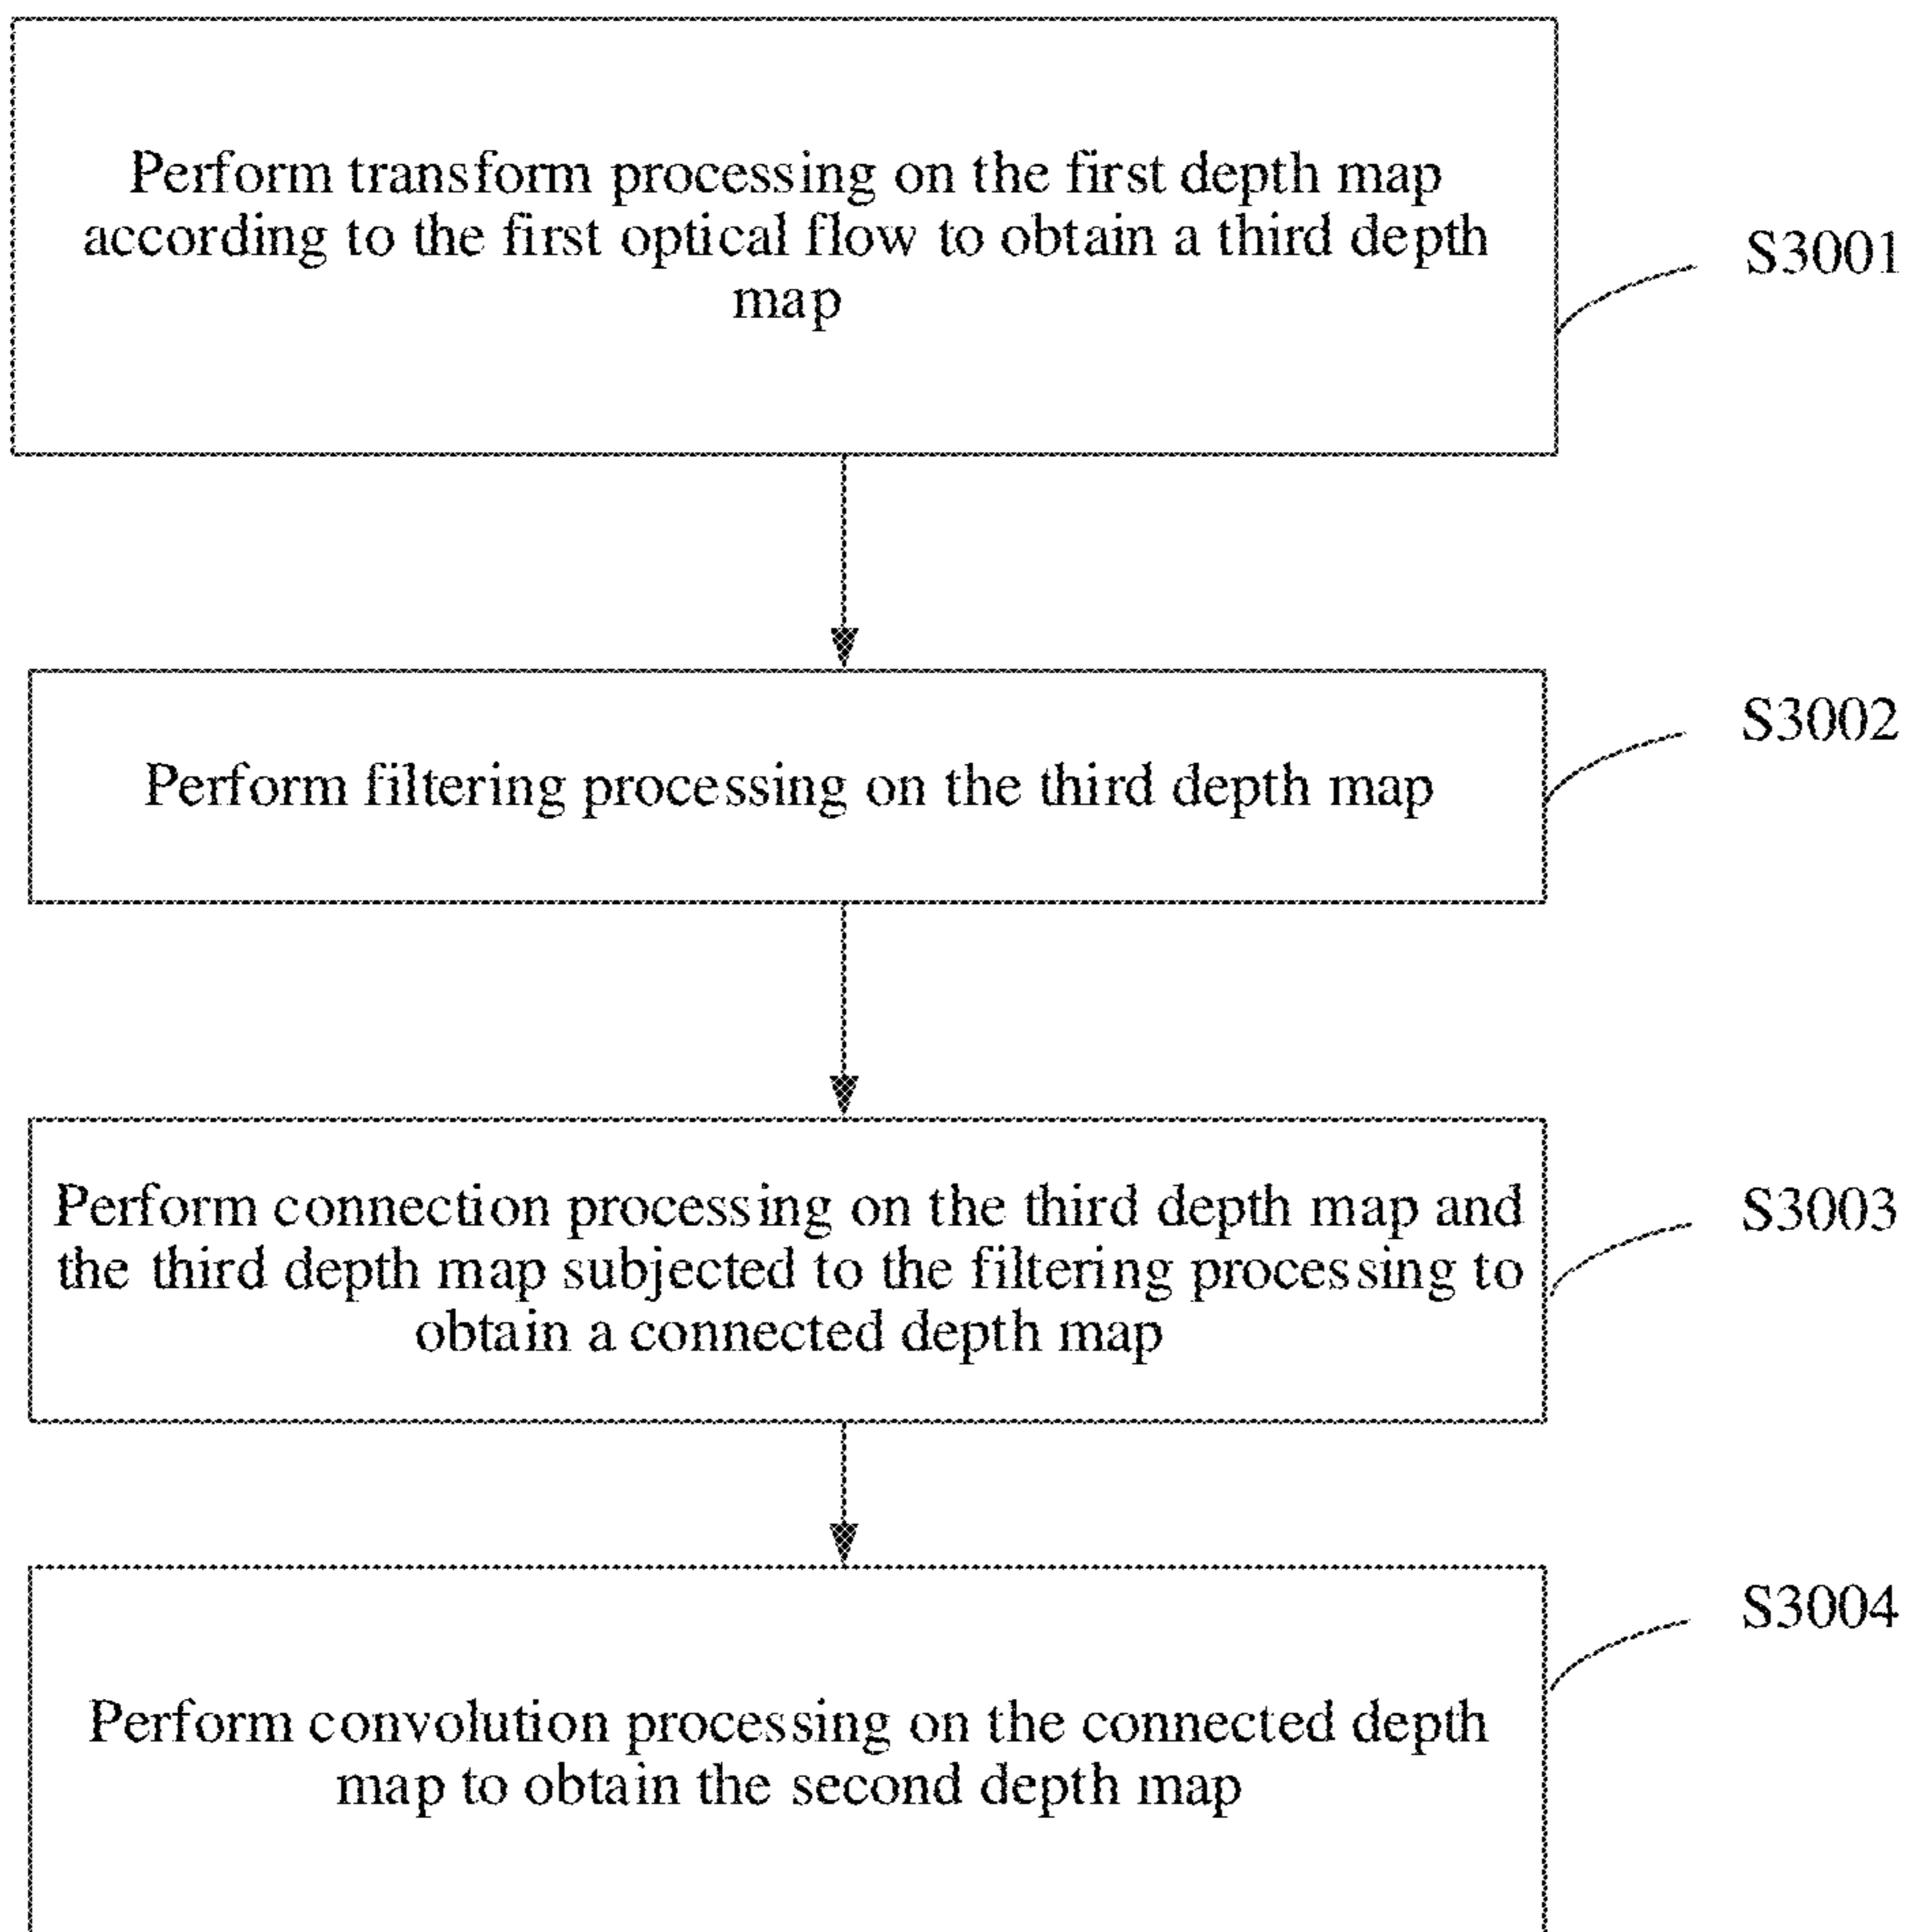 Perform transform processing on the first depth map
according to the first optical flow to obtain a third depth
map
S3001
Perform filtering processing on the third depth map
S3002
Perform connection processing on the third depth map and
the third depth map subjected to the filtering processing to
obtain a connected depth map
S3003
Perform convolution processing on the connected depth
map to obtain the second depth map
S3004